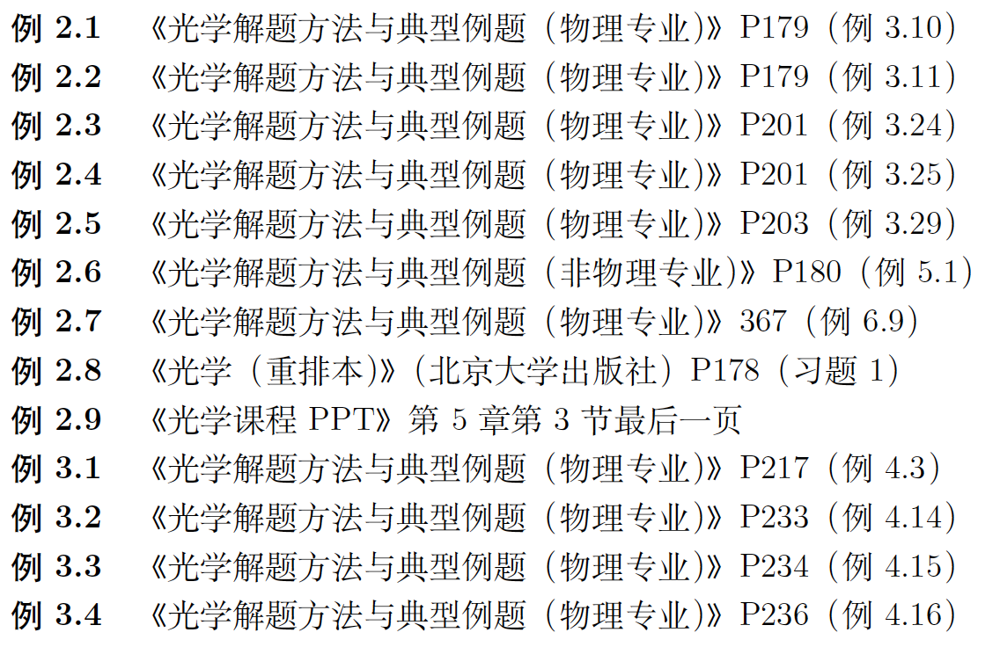 例 2.1 《光学解题方法与典型例题（物理专业）》P179（例 3.10）
例 2.2 《光学解题方法与典型例题（物理专业）》P179（例 3.11）
例 2.3 《光学解题方法与典型例题（物理专业）》P201（例 3.24）
例 2.4 《光学解题方法与典型例题（物理专业）》P201（例 3.25）
例 2.5 《光学解题方法与典型例题（物理专业）》P203（例 3.29）
例 2.6 《光学解题方法与典型例题（非物理专业）》P180（例 5.1）
例 2.7 《光学解题方法与典型例题（物理专业）》367（例 6.9）
例 2.8 《光学（重排本）》（北京大学出版社）P178（习题 1）
例 2.9 《光学课程 PPT》第 5 章第 3 节最后一页
例 3.1 《光学解题方法与典型例题（物理专业）》P217（例 4.3）
例 3.2 《光学解题方法与典型例题（物理专业）》P233（例 4.14）
例 3.3 《光学解题方法与典型例题（物理专业）》P234（例 4.15）
例 3.4 《光学解题方法与典型例题（物理专业）》P236（例 4.16）